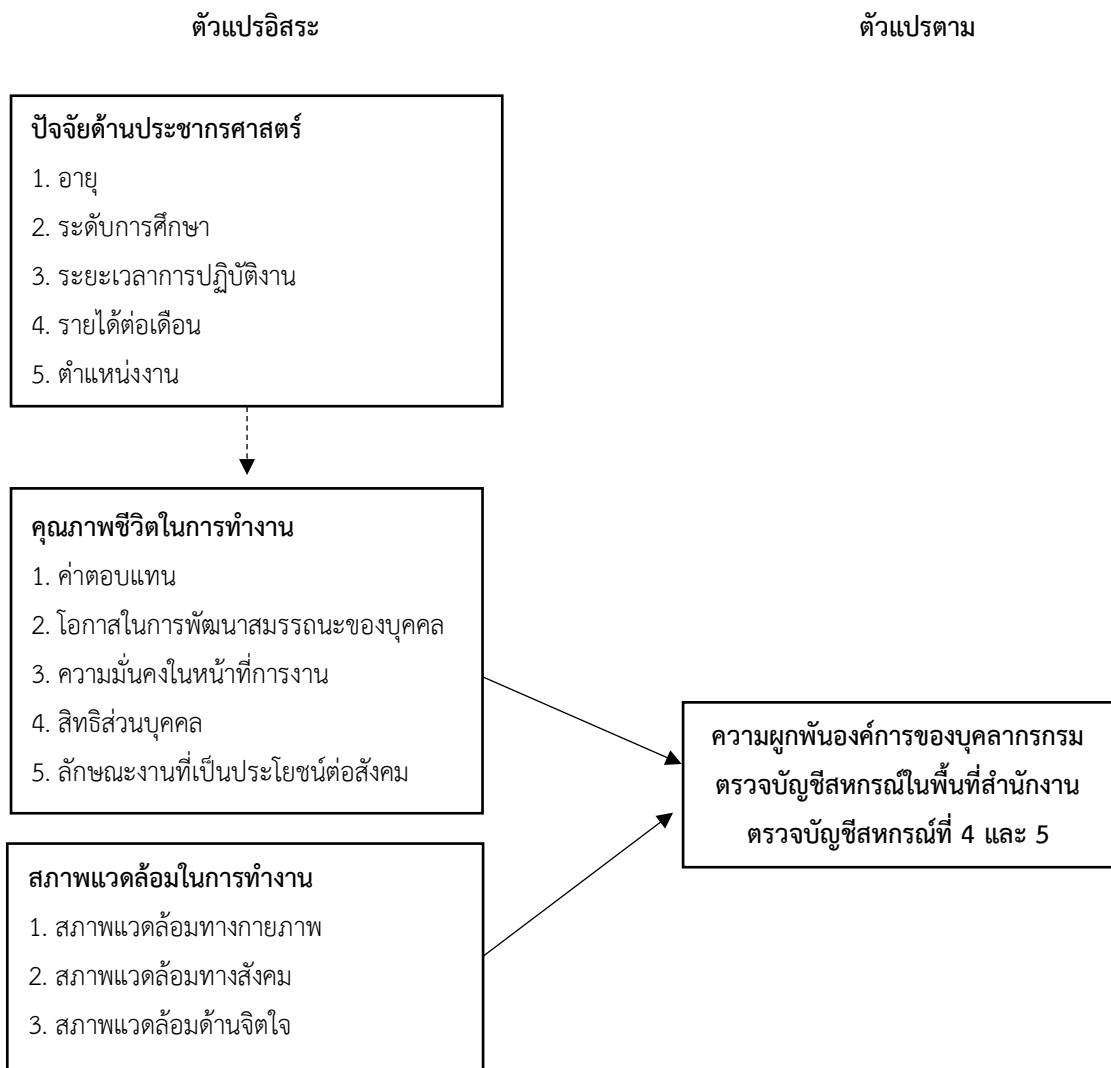 ตัวแปรอิสระ
ตัวแปรตาม
ปัจจัยด้านประชากรศาสตร์
1. อายุ
2. ระดับการศึกษา
3. ระยะเวลาการปฏิบัติงาน
4. รายได้ต่อเดือน
5. ตำแหน่งงาน
คุณภาพชีวิตในการทำงาน
1. ค่าตอบแทน
2. โอกาสในการพัฒนาสมรรถนะของบุคคล
3. ความมั่นคงในหน้าที่การงาน
4. สิทธิส่วนบุคคล
5. ลักษณะงานที่เป็นประโยชน์ต่อสังคม
ความผูกพันองค์การของบุคลากรกรม
ตรวจบัญชีสหกรณ์ในพื้นที่สำนักงาน
ตรวจบัญชีสหกรณ์ที่ 4 และ 5
สภาพแวดล้อมในการทำงาน
1. สภาพแวดล้อมทางกายภาพ
2. สภาพแวดล้อมทางสังคม
3. สภาพแวดล้อมด้านจิตใจ